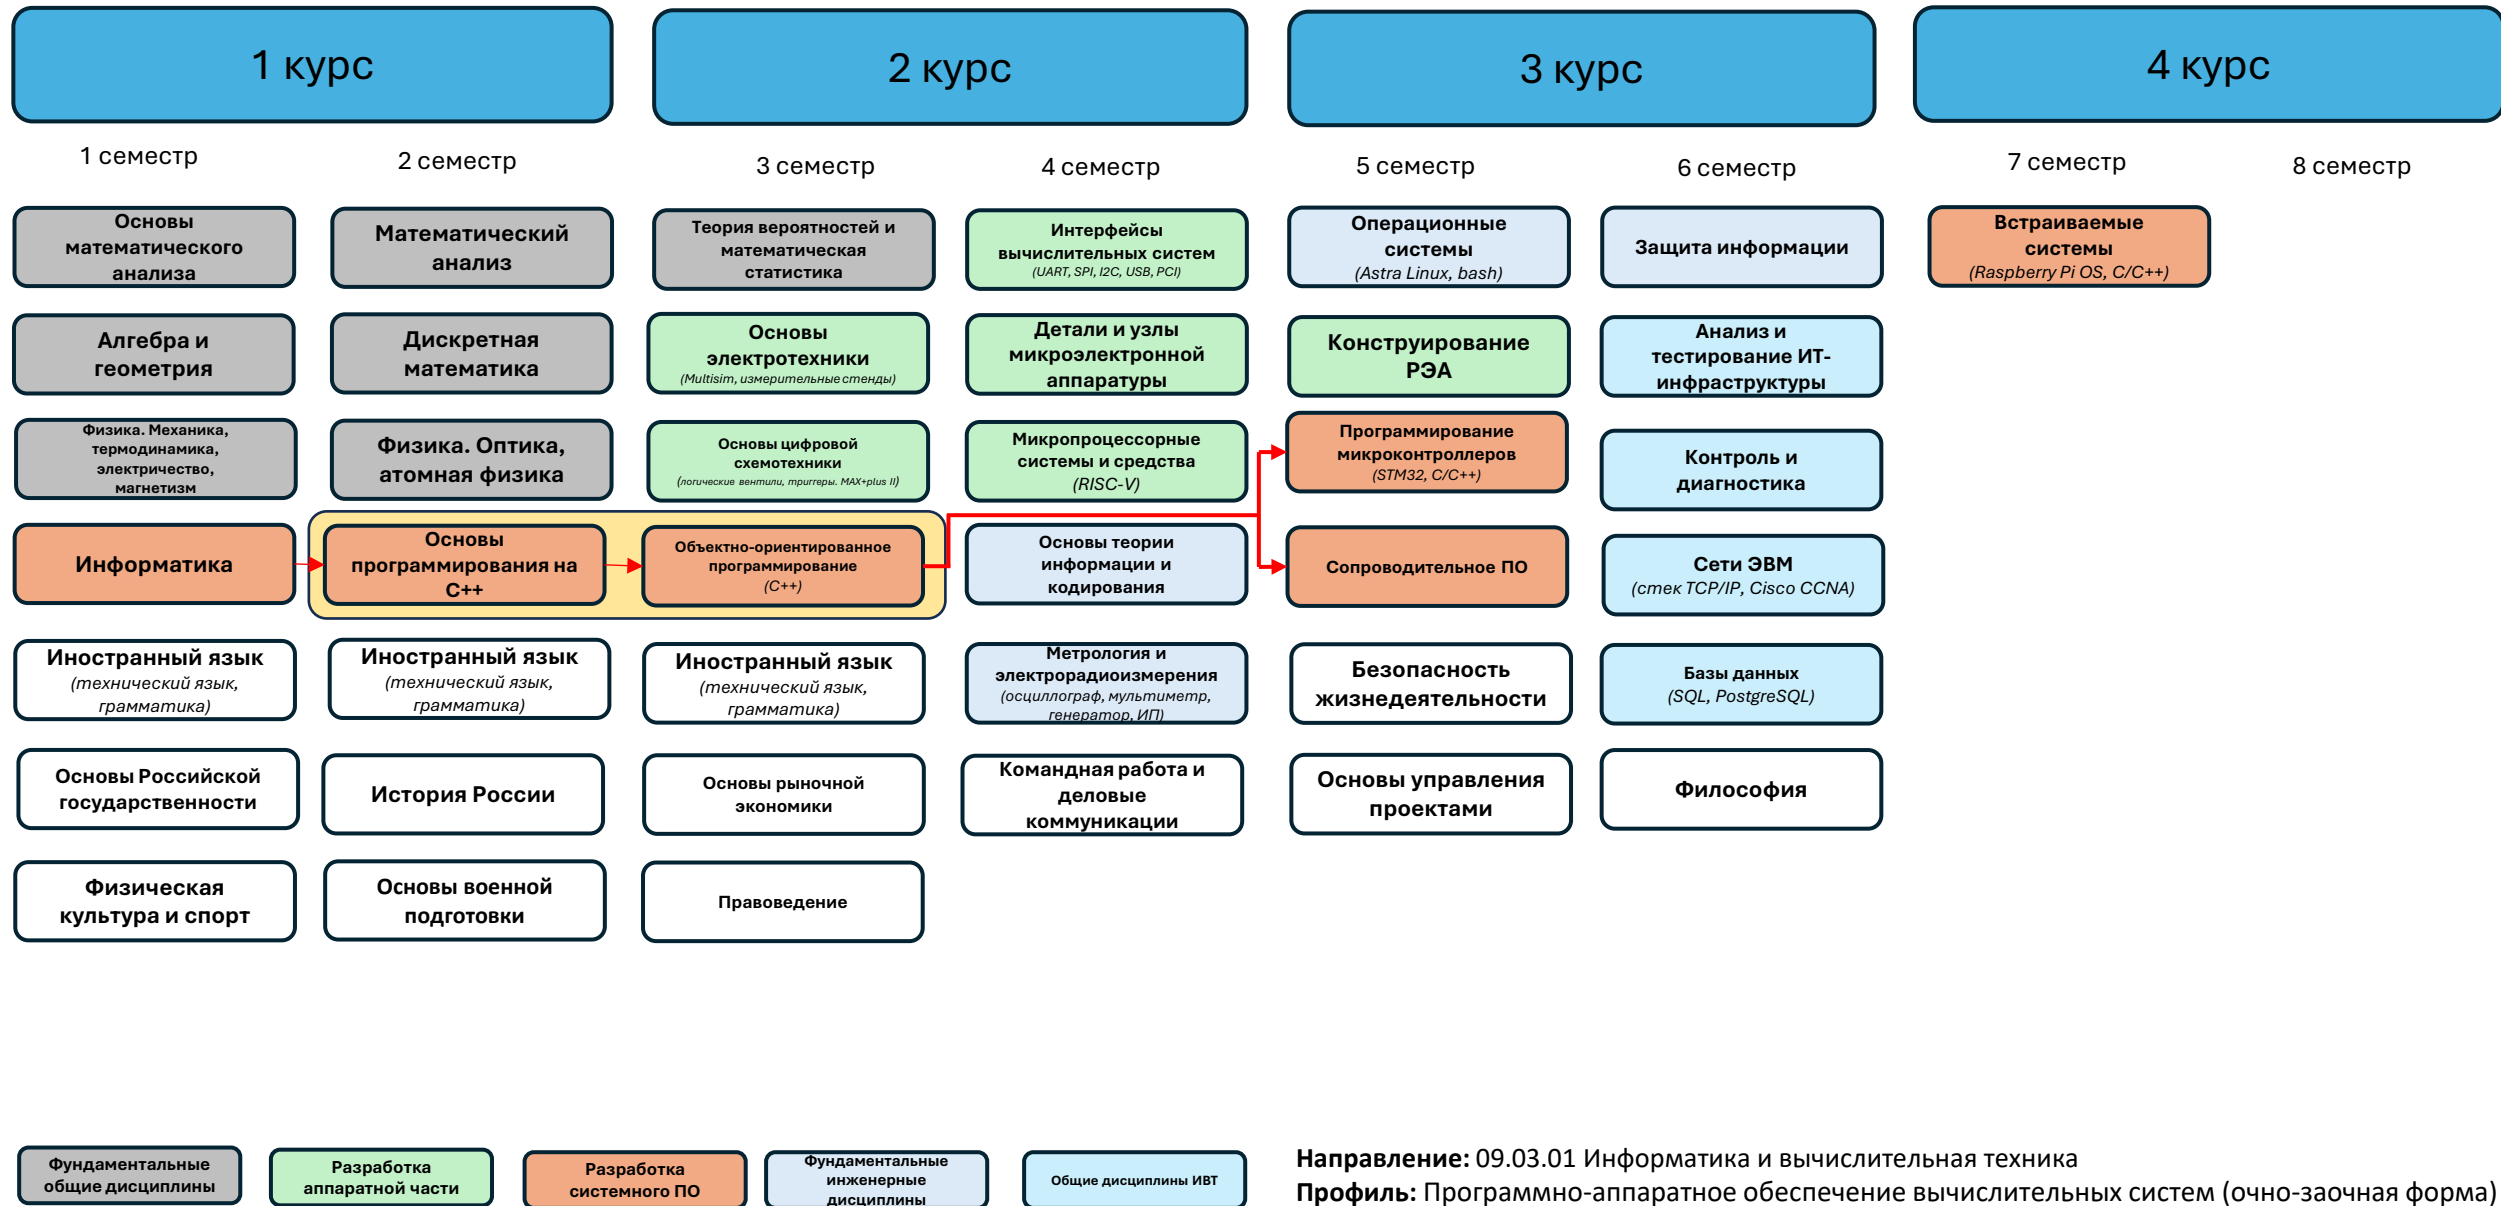 1 курс
2 курс
3 курс
4 курс
1 семестр
2 семестр
3 семестр
4 семестр
5 семестр
6 семестр
7 семестр
8 семестр
Основы
математического
анализа
Математический
анализ
Теория вероятностей и
математическая
статистика
Интерфейсы
вычислительных систем
(UART, SPI, I2C, USB, PCI)
Операционные
системы
(Astra Linux, bash)
Защита информации
Встраиваемые
системы
(Raspberry Pi OS, C/C++)
Алгебра и
геометрия
Дискретная
математика
Основы
электротехники
(Multisim, измерительные стенды)
Детали и узлы
микроэлектронной
аппаратуры
Конструирование
РЭА
Анализ и
тестирование ИТ-
инфраструктуры
Физика. Механика,
термодинамика,
электричество,
магнетизм
Физика. Оптика,
атомная физика
Основы цифровой
схемотехники
(логические вентили, триггеры. MAX+plus II)
Микропроцессорные
системы и средства
(RISC-V)
Программирование
микроконтроллеров
(STM32, C/C++)
Контроль и
диагностика
Информатика
Основы
программирования на
C++
Объектно-ориентированное
программирование
(C++)
Основы теории
информации и
кодирования
Сопроводительное ПО
Сети ЭВМ
(стек TCP/IP, Cisco CCNA)
Иностранный язык
(технический язык,
грамматика)
Иностранный язык
(технический язык,
грамматика)
Иностранный язык
(технический язык,
грамматика)
Метрология и
электрорадиоизмерения
(осциллограф, мультиметр,
генератор, ИП)
Безопасность
жизнедеятельности
Базы данных
(SQL, PostgreSQL)
Основы Российской
государственности
История России
Основы рыночной
экономики
Командная работа и
деловые
коммуникации
Основы управления
проектами
Философия
Физическая
культура и спорт
Основы военной
подготовки
Правоведение
Фундаментальные
общие дисциплины
Разработка
аппаратной части
Разработка
системного ПО
Фундаментальные
инженерные
дисциплины
Общие дисциплины ИВТ
Направление: 09.03.01 Информатика и вычислительная техника
Профиль: Программно-аппаратное обеспечение вычислительных систем (очно-заочная форма)